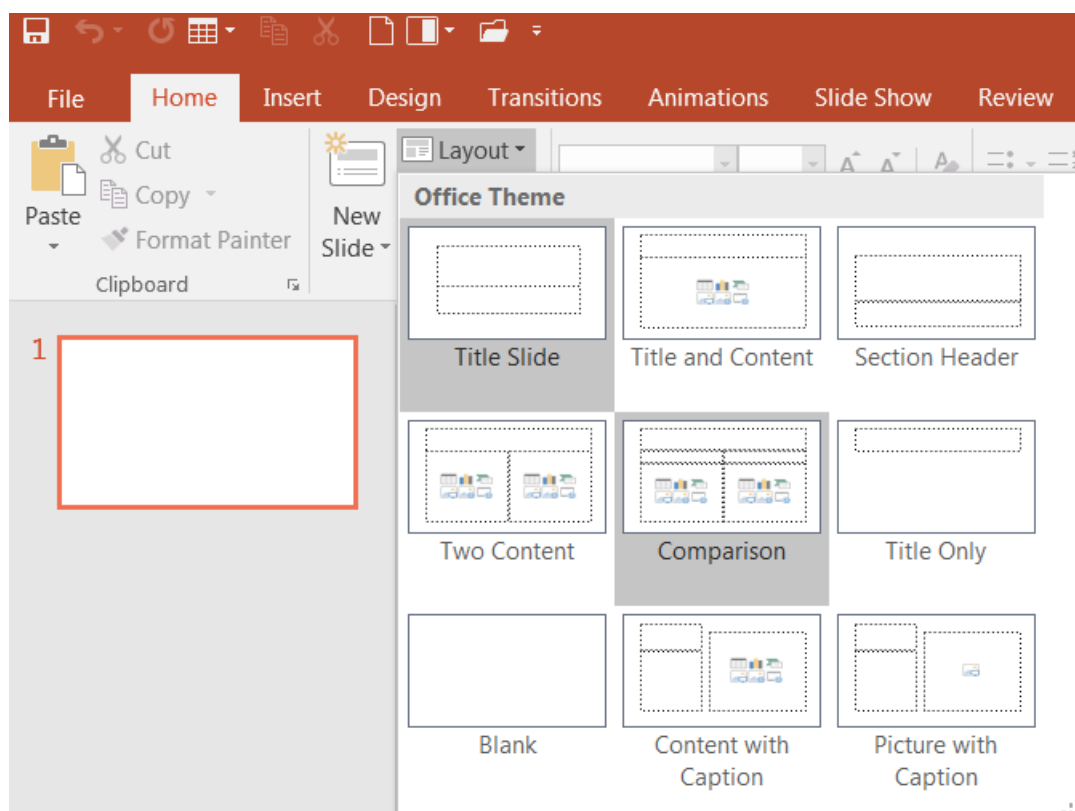 File Home Insert Design Transitions Animations Slide Show Review
Cut
Copy
Format Painter
Paste
Clipboard
New
Slide
Layout
Office Theme
1
Title Slide Title and Content Section Header
Two Content Comparison Title Only
Blank Content with Caption Picture with Caption